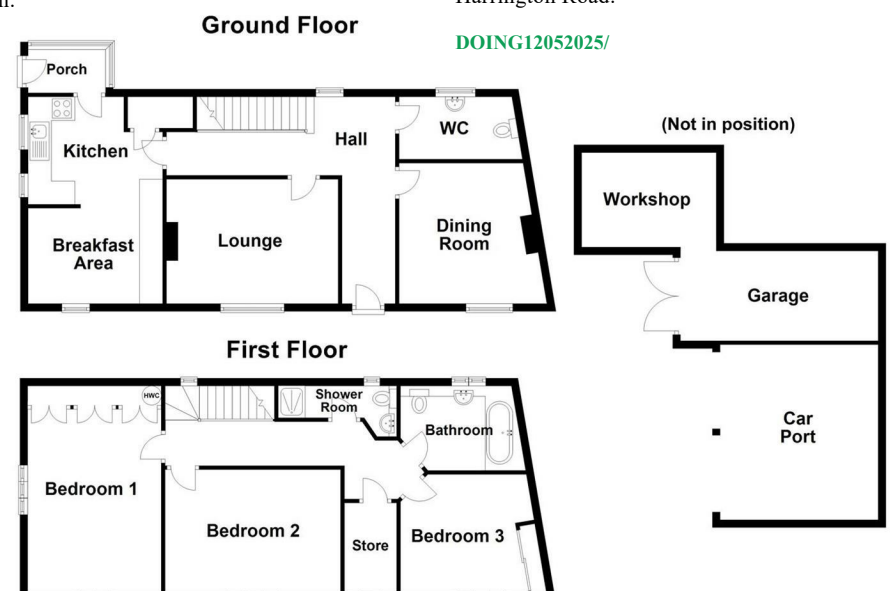 Ground Floor
DOING12052025/
Porch
Kitchen
Hall
WC
(Not in position)
Workshop
Breakfast
Area
Lounge
Dining
Room
Garage
First Floor
HWC
Shower
Room
Bathroom
Car
Port
Bedroom 1
Bedroom 2
Store
Bedroom 3